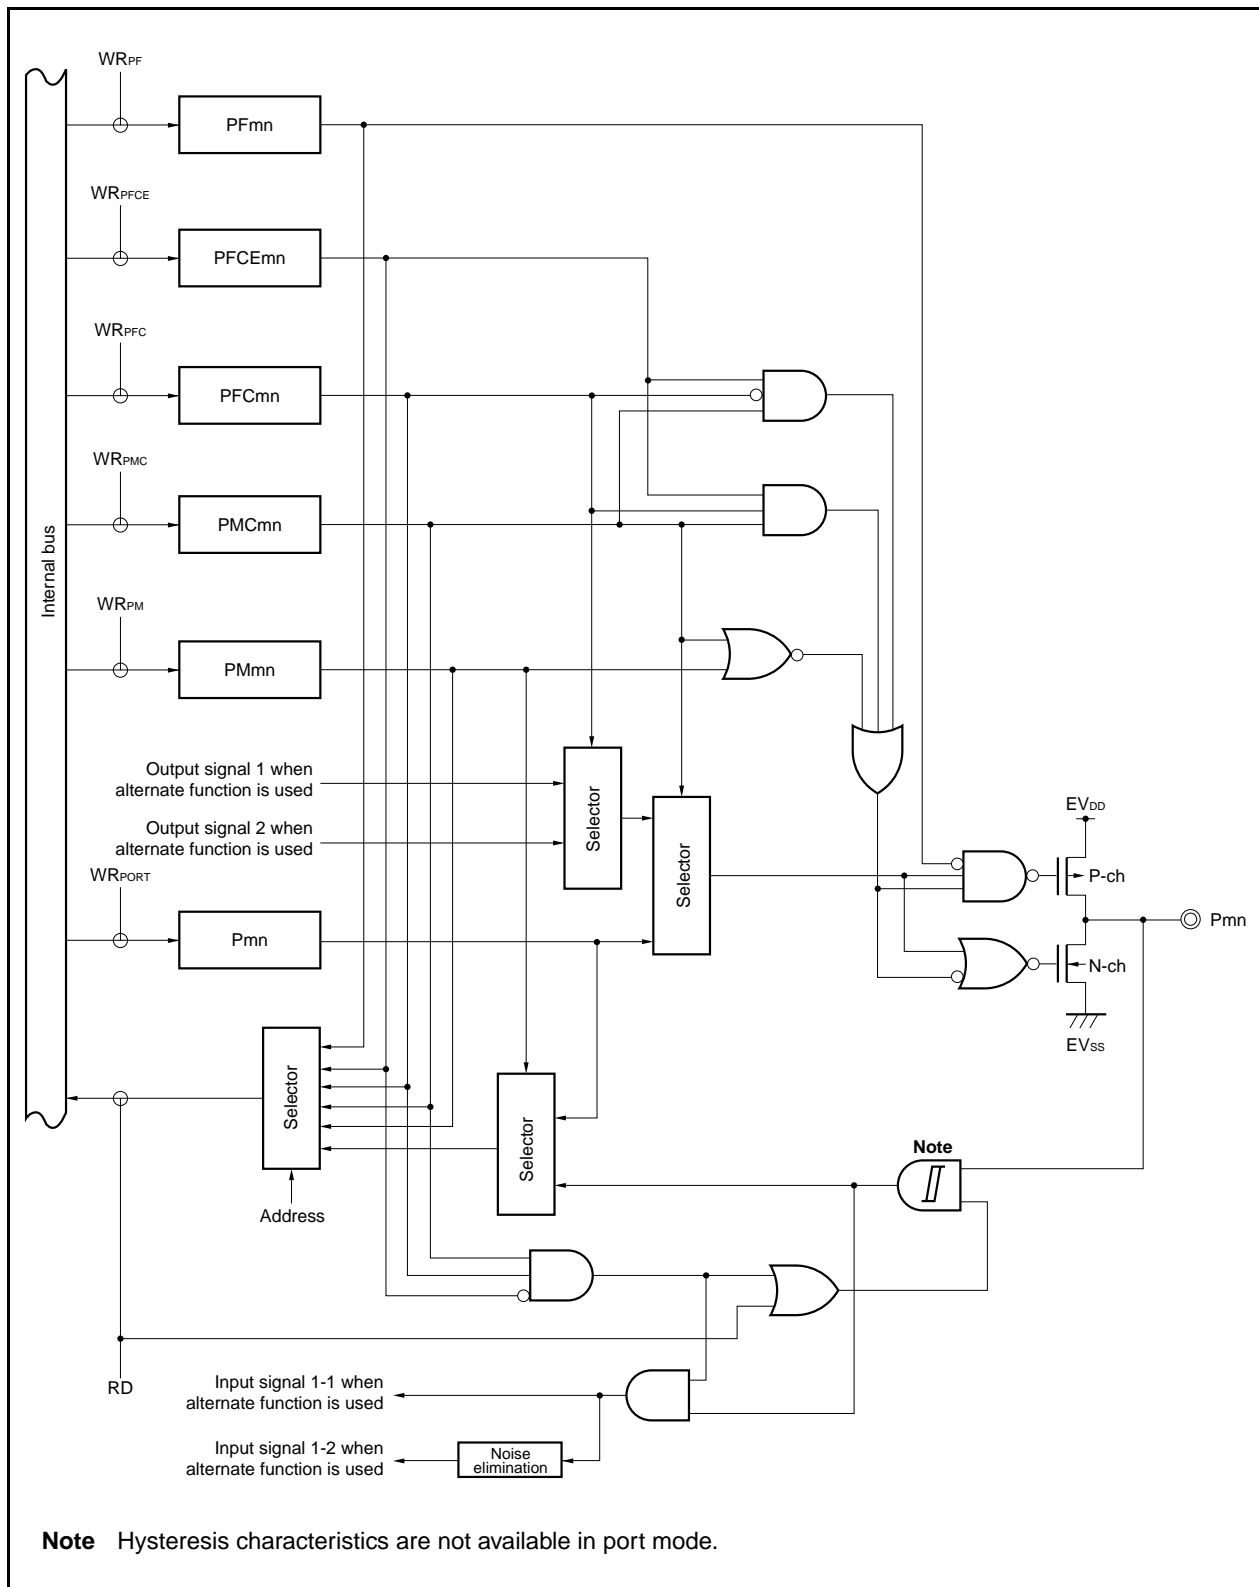 WRPF
PFmn
WRPFCE
PFCEmn
WRPFC
PFCmn
WRPMC
PMCmn
Internal bus
WRPM
PMmn
Output signal 1 when
alternate function is used
Output signal 2 when
alternate function is used
Selector
Selector
EVDD
P-ch
WRPORT
Pmn
Pmn
N-ch
EVSS
Selector
Selector
Note
Address
RD
Input signal 1-1 when
alternate function is used
Input signal 1-2 when
alternate function is used
Noise
elimination
Note Hysteresis characteristics are not available in port mode.